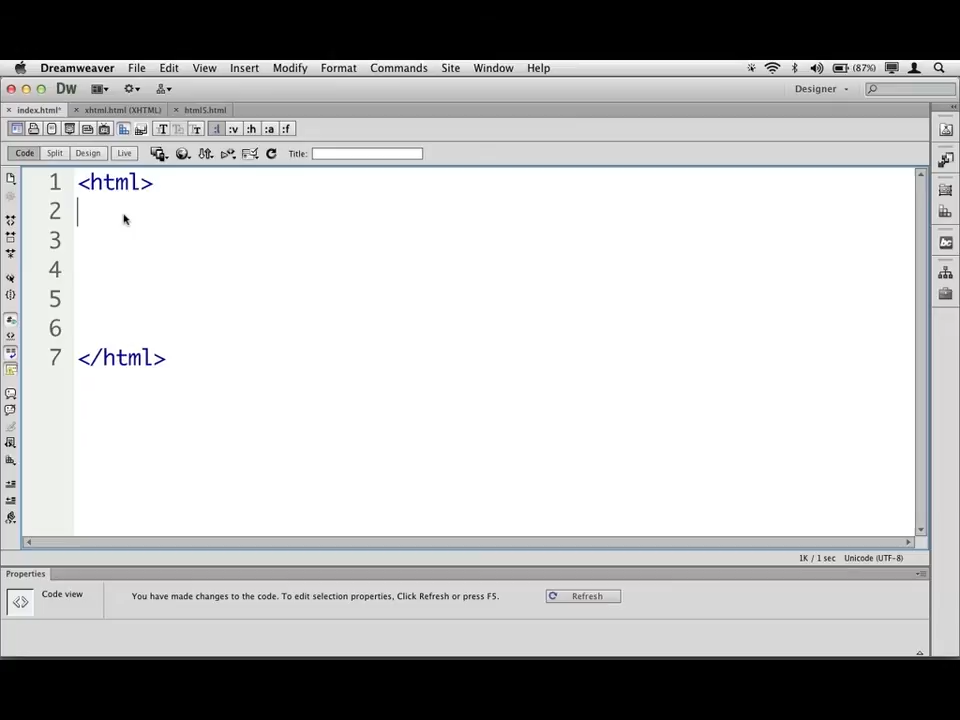 Dreamweaver File Edit View Insert Modify Format Commands Site Window Help (87%)
Dw Designer
index.html* xhtml.html (XHTML) html5.html
:l :v :h :a :f
Code Split Design Live Title:
1 <html>
2
3
4
5
6
7 </html>
1K / 1 sec Unicode (UTF-8)
Properties
Code view You have made changes to the code. To edit selection properties, Click Refresh or press F5. Refresh